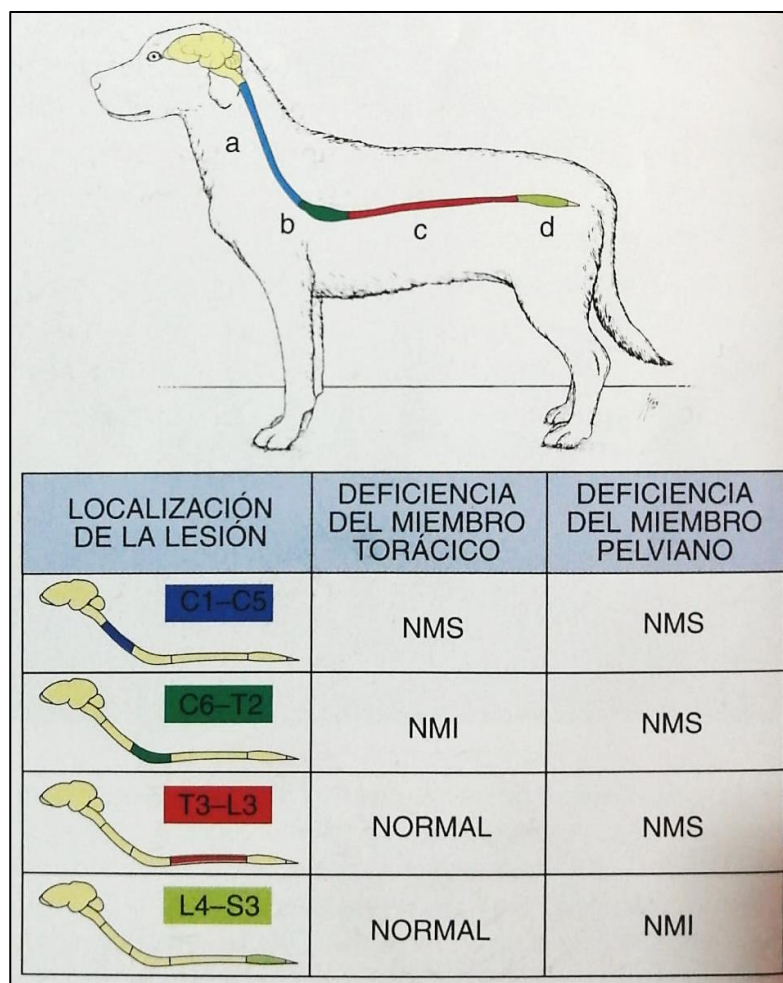 a
b
c
d
LOCALIZACIÓN
DE LA LESIÓN
DEFICIENCIA
DEL MIEMBRO
TORÁCICO
DEFICIENCIA
DEL MIEMBRO
PELVIANO
C1–C5
NMS
NMS
C6–T2
NMI
NMS
T3–L3
NORMAL
NMS
L4–S3
NORMAL
NMI